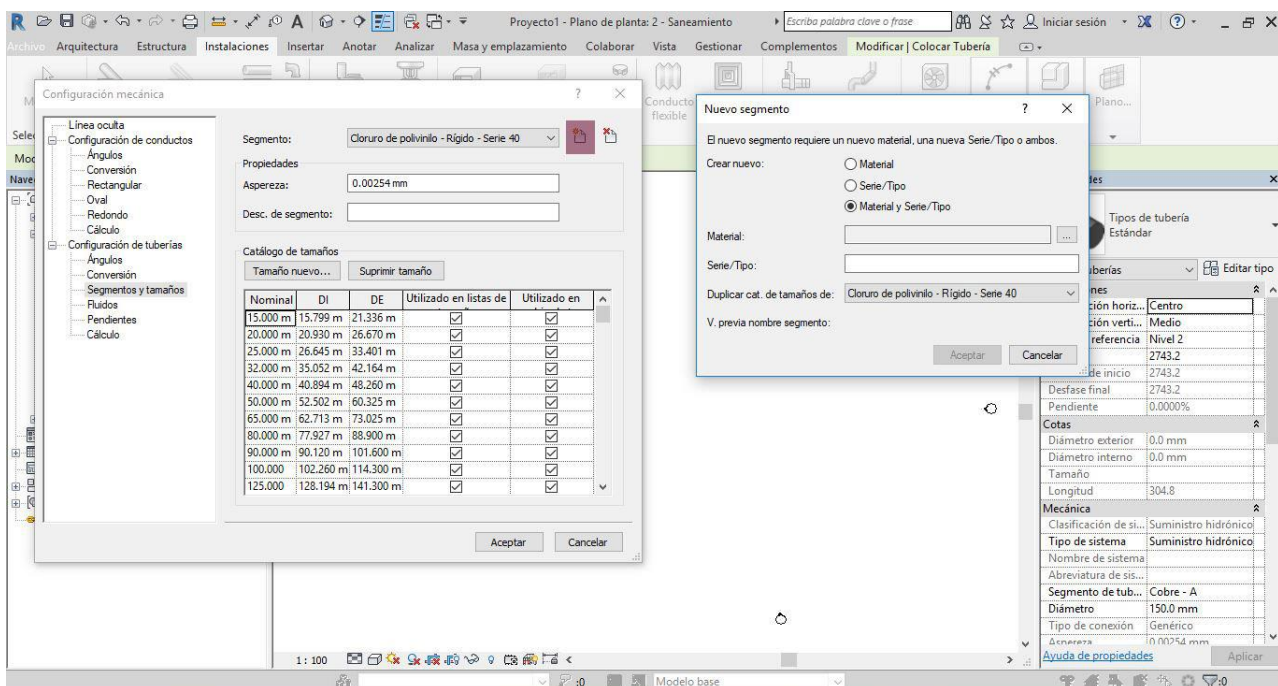 Proyecto1 - Plano de planta: 2 - Saneamiento
Escriba palabra clave o frase
Iniciar sesión
Archivo Arquitectura Estructura Instalaciones Insertar Anotar Analizar Masa y emplazamiento Colaborar Vista Gestionar Complementos Modificar | Colocar Tubería
Conducto
flexible
Plano...
Configuración mecánica
Línea oculta
Configuración de conductos
Ángulos
Conversión
Rectangular
Oval
Redondo
Cálculo
Configuración de tuberías
Ángulos
Conversión
Segmentos y tamaños
Fluidos
Pendientes
Cálculo
Segmento: Cloruro de polivinilo - Rígido - Serie 40
Propiedades
Aspereza: 0.00254 mm
Desc. de segmento:
Catálogo de tamaños
Tamaño nuevo... Suprimir tamaño
Nominal DI DE Utilizado en listas de Utilizado en
15.000 m 15.799 m 21.336 m
20.000 m 20.930 m 26.670 m
25.000 m 26.645 m 33.401 m
32.000 m 35.052 m 42.164 m
40.000 m 40.894 m 48.260 m
50.000 m 52.502 m 60.325 m
65.000 m 62.713 m 73.025 m
80.000 m 77.927 m 88.900 m
90.000 m 90.120 m 101.600 m
100.000 102.260 m 114.300 m
125.000 128.194 m 141.300 m
Aceptar Cancelar
Nuevo segmento
El nuevo segmento requiere un nuevo material, una nueva Serie/Tipo o ambos.
Crear nuevo: Material
Serie/Tipo
Material y Serie/Tipo
Material: ...
Serie/Tipo:
Duplicar cat. de tamaños de: Cloruro de polivinilo - Rígido - Serie 40
V. previa nombre segmento:
Aceptar Cancelar
Tipos de tubería
Estándar
Editar tipo
Centro
Medio
referencia Nivel 2
2743.2
de inicio 2743.2
Desfase final 2743.2
Pendiente 0.0000%
Cotas
Diámetro exterior 0.0 mm
Diámetro interno 0.0 mm
Tamaño
Longitud 304.8
Mecánica
Clasificación de si... Suministro hidrónico
Tipo de sistema Suministro hidrónico
Nombre de sistema
Abreviatura de sis...
Segmento de tub... Cobre - A
Diámetro 150.0 mm
Tipo de conexión Genérico
Aspereza 0.00254 mm
Ayuda de propiedades Aplicar
1 : 100
:0 Modelo base :0